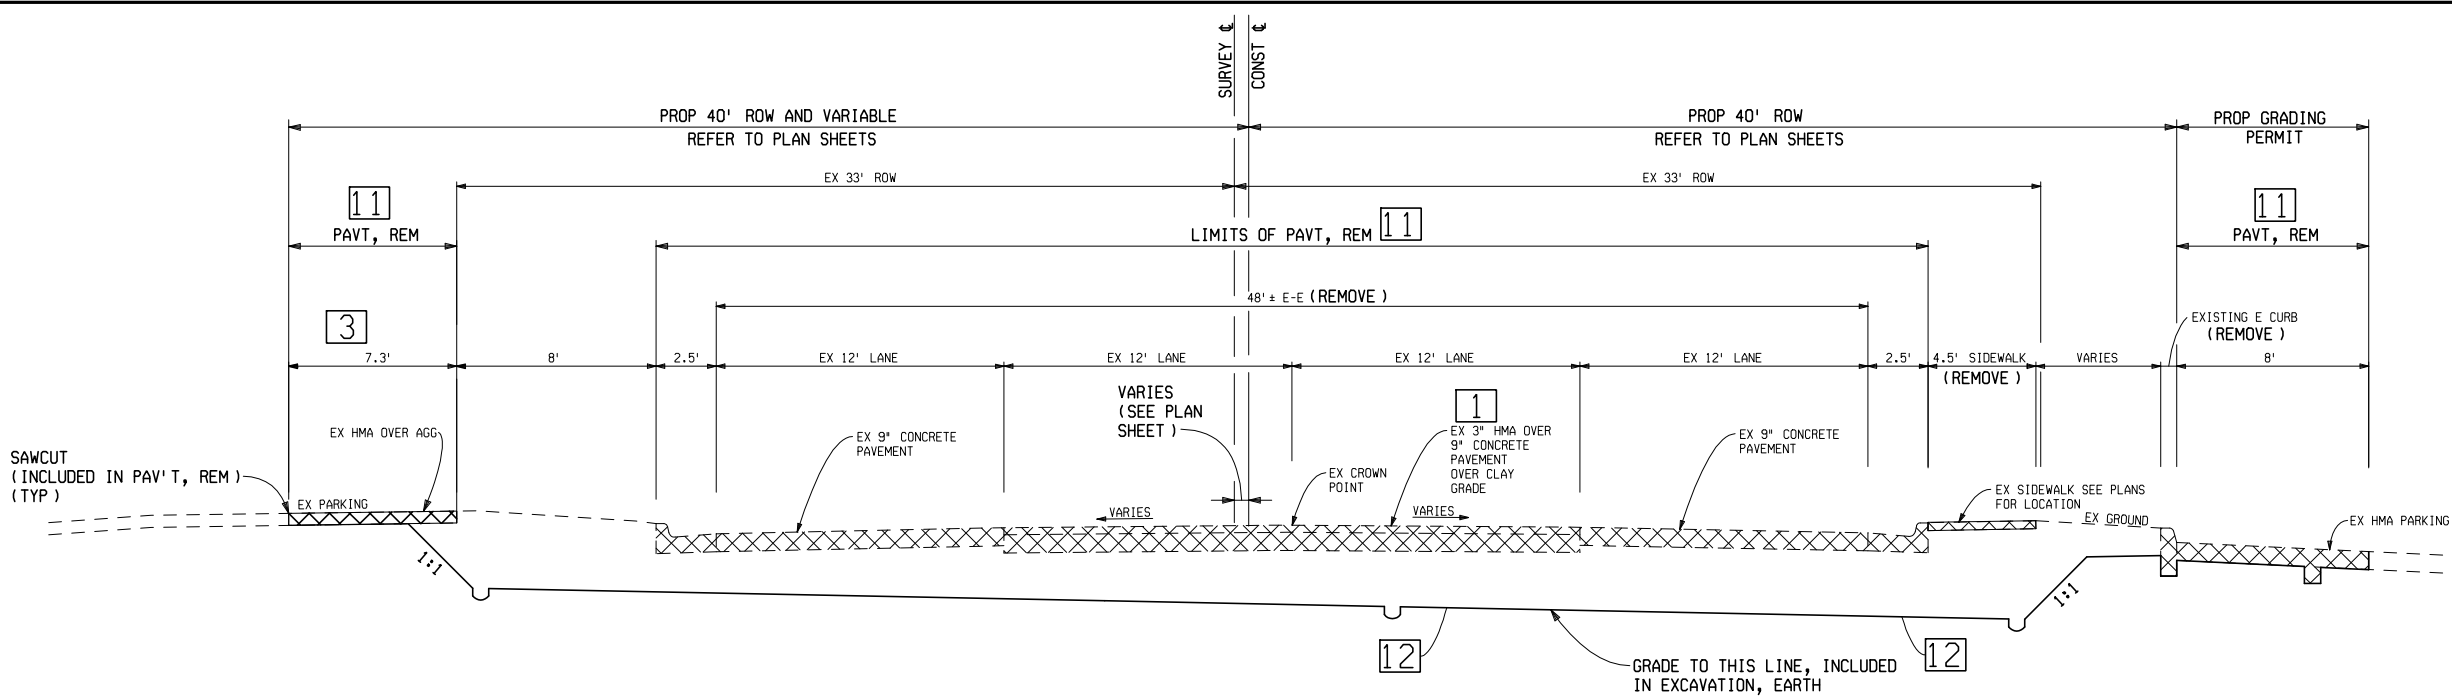 SURVEY ℄
CONST ℄
PROP 40' ROW AND VARIABLE
REFER TO PLAN SHEETS
PROP 40' ROW
REFER TO PLAN SHEETS
PROP GRADING
PERMIT
EX 33' ROW
EX 33' ROW
11
PAVT, REM
LIMITS OF PAVT, REM 11
11
PAVT, REM
48'± E-E (REMOVE)
3
7.3'
8'
2.5'
EX 12' LANE
EX 12' LANE
EX 12' LANE
EX 12' LANE
2.5'
4.5' SIDEWALK
(REMOVE)
VARIES
EXISTING E CURB
(REMOVE)
8'
VARIES
(SEE PLAN
SHEET)
1
EX 3" HMA OVER
9" CONCRETE
PAVEMENT
OVER CLAY
GRADE
EX HMA OVER AGG
EX 9" CONCRETE
PAVEMENT
EX 9" CONCRETE
PAVEMENT
SAWCUT
(INCLUDED IN PAV'T, REM)
(TYP)
EX CROWN
POINT
EX PARKING
VARIES
VARIES
EX SIDEWALK SEE PLANS
FOR LOCATION
EX GROUND
EX HMA PARKING
1:1
1:1
12
12
GRADE TO THIS LINE, INCLUDED
IN EXCAVATION, EARTH